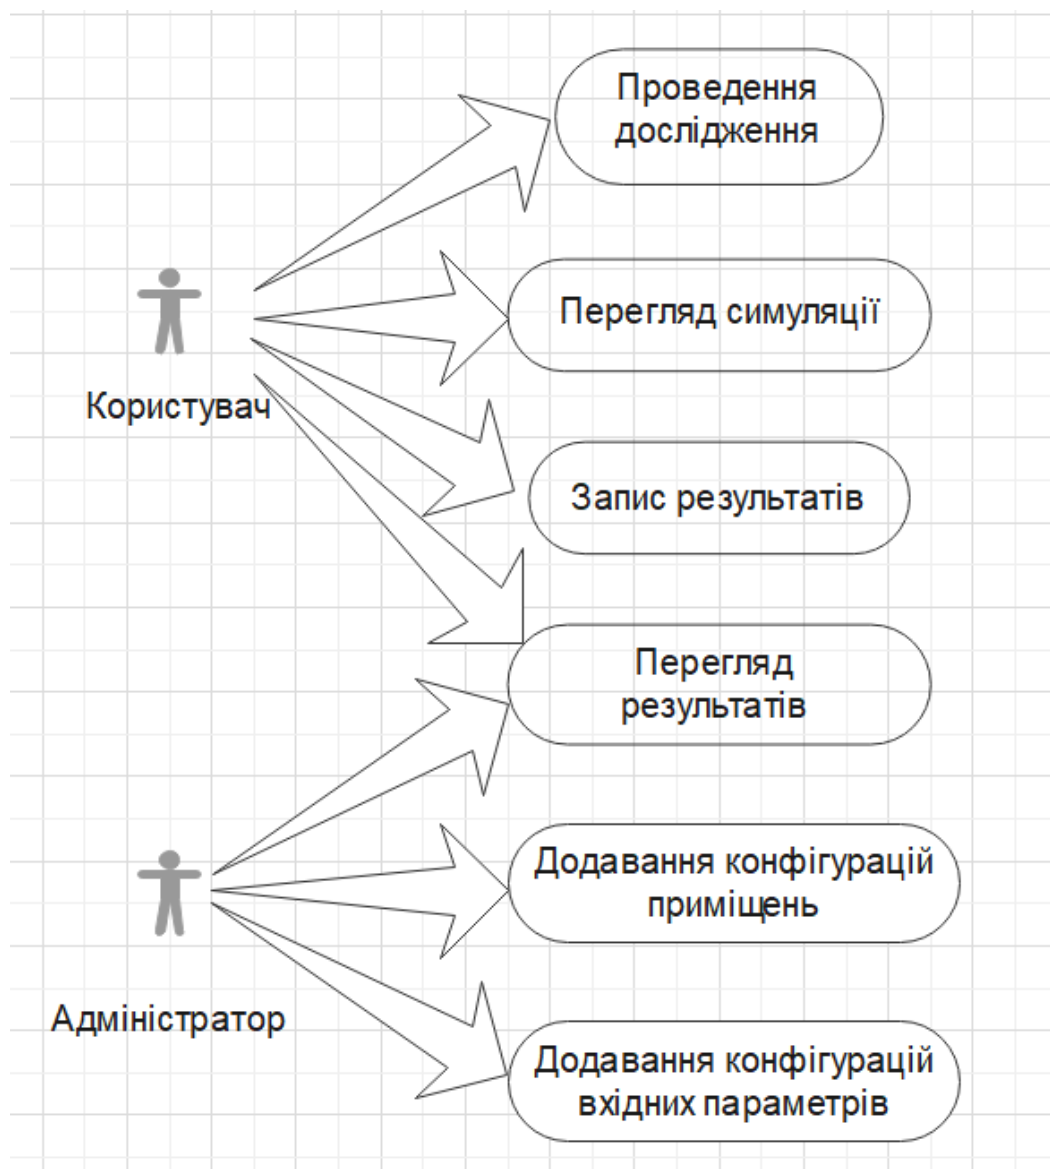 Проведення
дослідження
Перегляд симуляції
Користувач
Запис результатів
Перегляд
результатів
Додавання конфігурацій
приміщень
Адміністратор
Додавання конфігурацій
вхідних параметрів